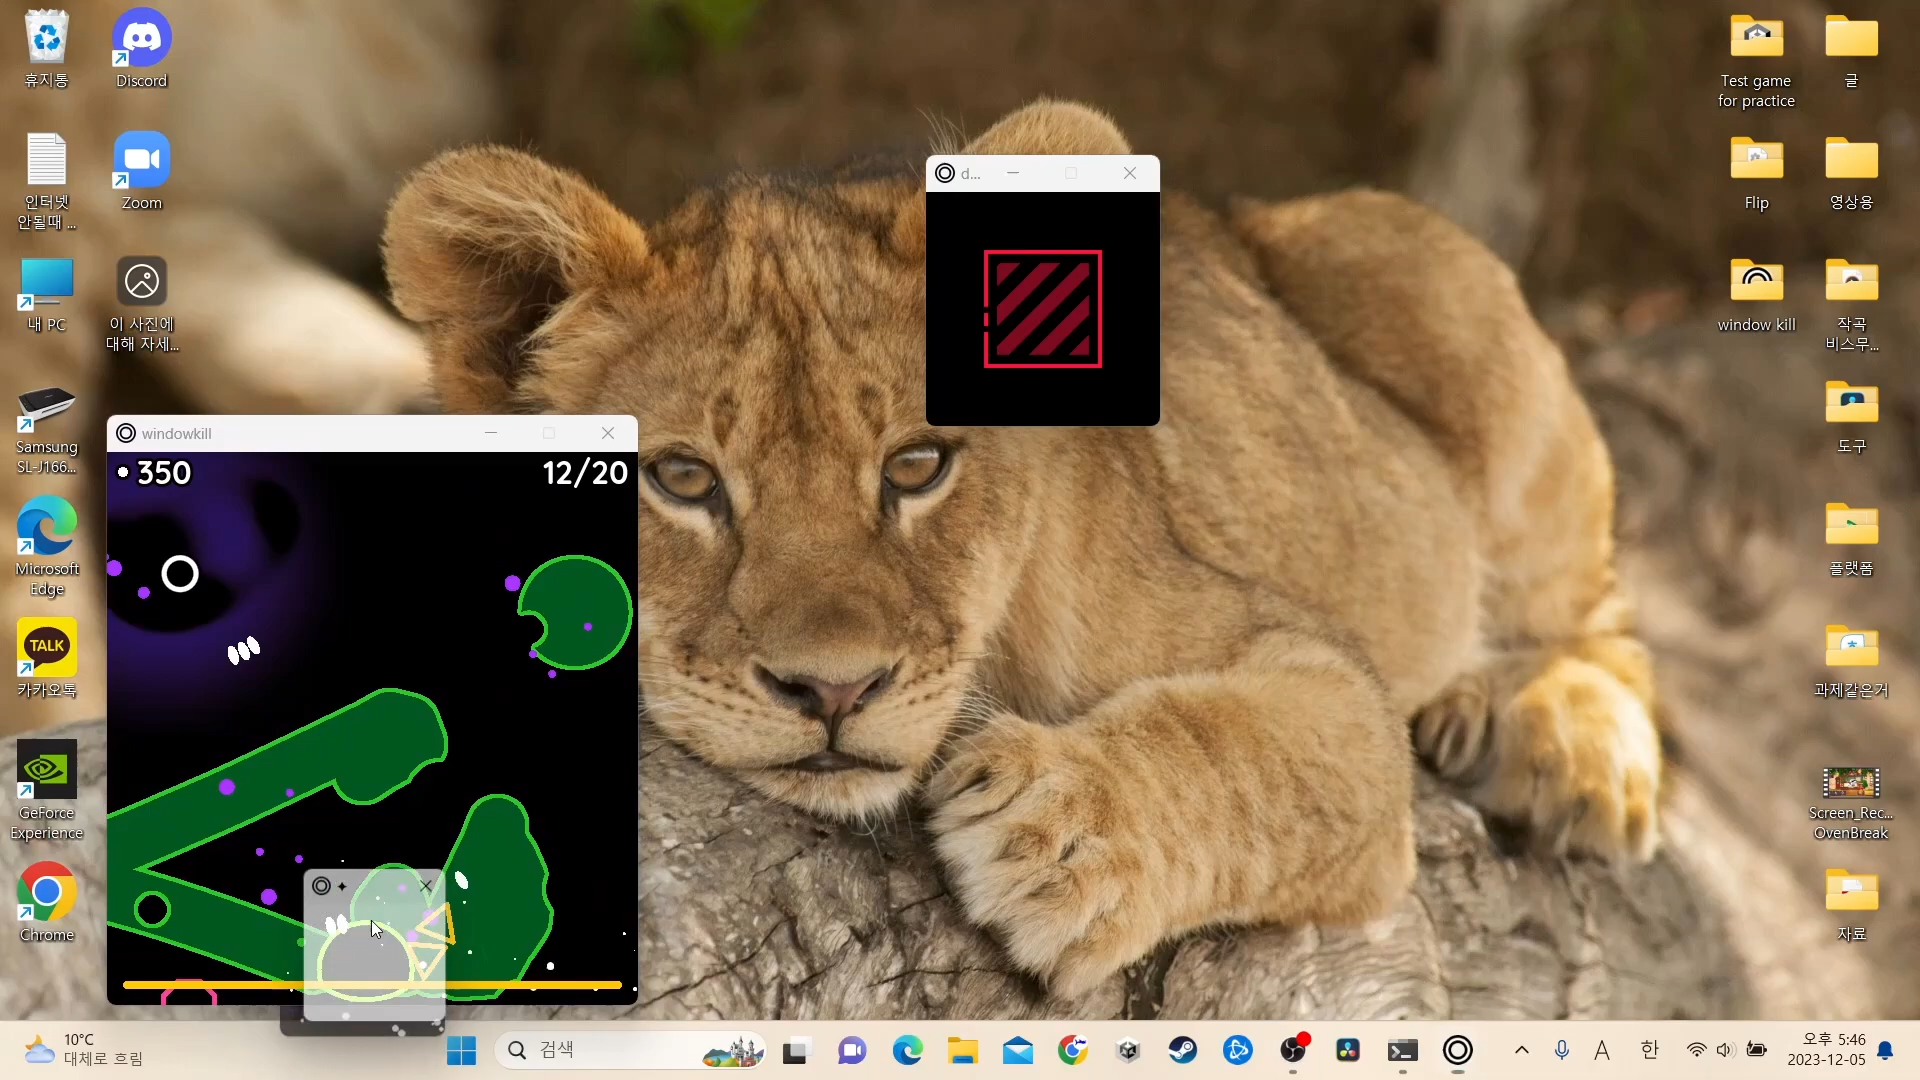 휴지통
Discord
인터넷
안될때 ...
Zoom
내 PC
이 사진에
대해 자세...
Samsung
SL-J166...
Microsoft
Edge
TALK
카카오톡
GeForce
Experience
Chrome
Test game
for practice
글
Flip
영상용
window kill
작곡
비스무...
도구
플랫폼
과제같은거
Screen_Rec...
OvenBreak
자료
d...
windowkill
350
12/20
10°C
대체로 흐림
검색
A
한
오후 5:46
2023-12-05